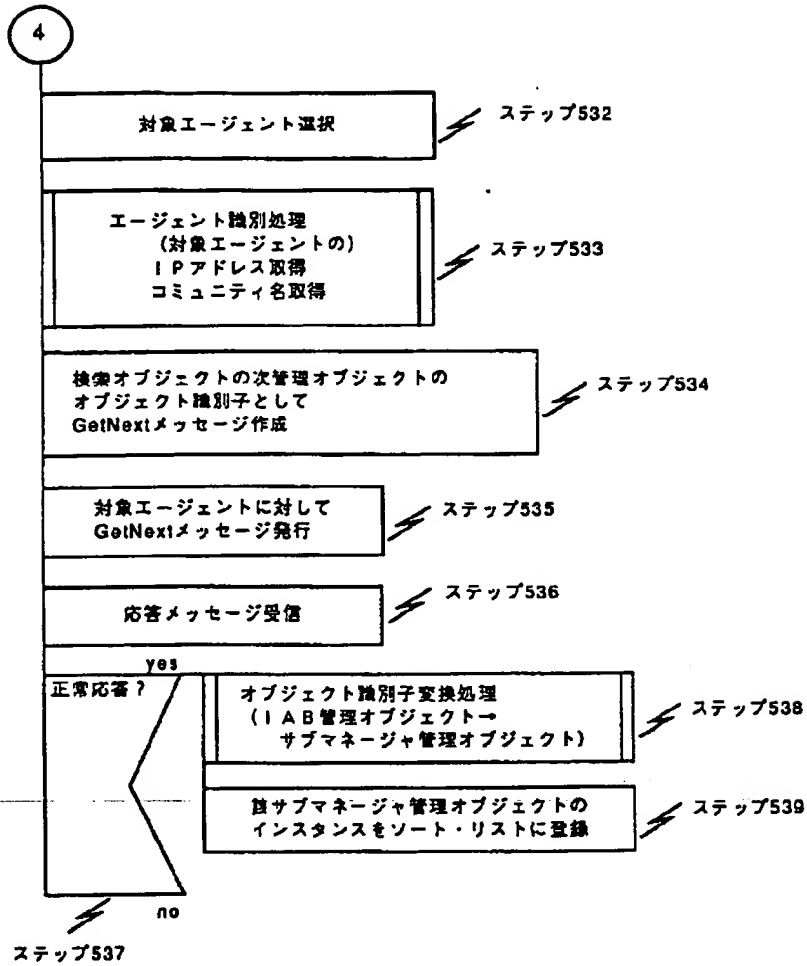 4
対象エージェント選択
ステップ532
エージェント識別処理
(対象エージェントの)
IPアドレス取得
コミュニティ名取得
ステップ533
検索オブジェクトの次管理オブジェクトの
オブジェクト識別子として
GetNextメッセージ作成
ステップ534
対象エージェントに対して
GetNextメッセージ発行
ステップ535
応答メッセージ受信
ステップ536
yes
正常応答?
オブジェクト識別子変換処理
(IAB管理オブジェクト→
サブマネージャ管理オブジェクト)
ステップ538
該サブマネージャ管理オブジェクトの
インスタンスをソート・リストに登録
ステップ539
no
ステップ537